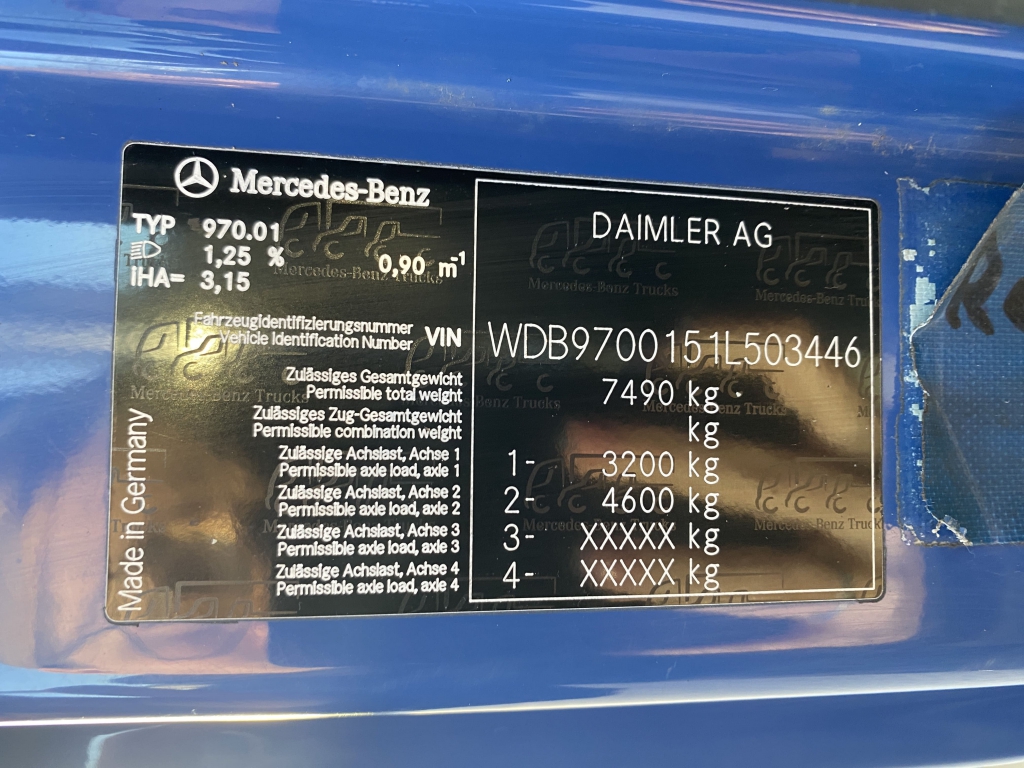 Mercedes-Benz
TYP 970.01
1,25 % 0,90 m-1
iHA= 3,15
DAIMLER AG
Fahrzeugidentifizierungsnummer
Vehicle Identification Number VIN WDB9700151L503446
Zulässiges Gesamtgewicht
Permissible total weight 7490 kg
Zulässiges Zug-Gesamtgewicht
Permissible combination weight kg
Zulässige Achslast, Achse 1
Permissible axle load, axle 1 1- 3200 kg
Zulässige Achslast, Achse 2
Permissible axle load, axle 2 2- 4600 kg
Zulässige Achslast, Achse 3
Permissible axle load, axle 3 3- XXXXX kg
Zulässige Achslast, Achse 4
Permissible axle load, axle 4 4- XXXXX kg
Made in Germany
Mercedes-Benz Trucks